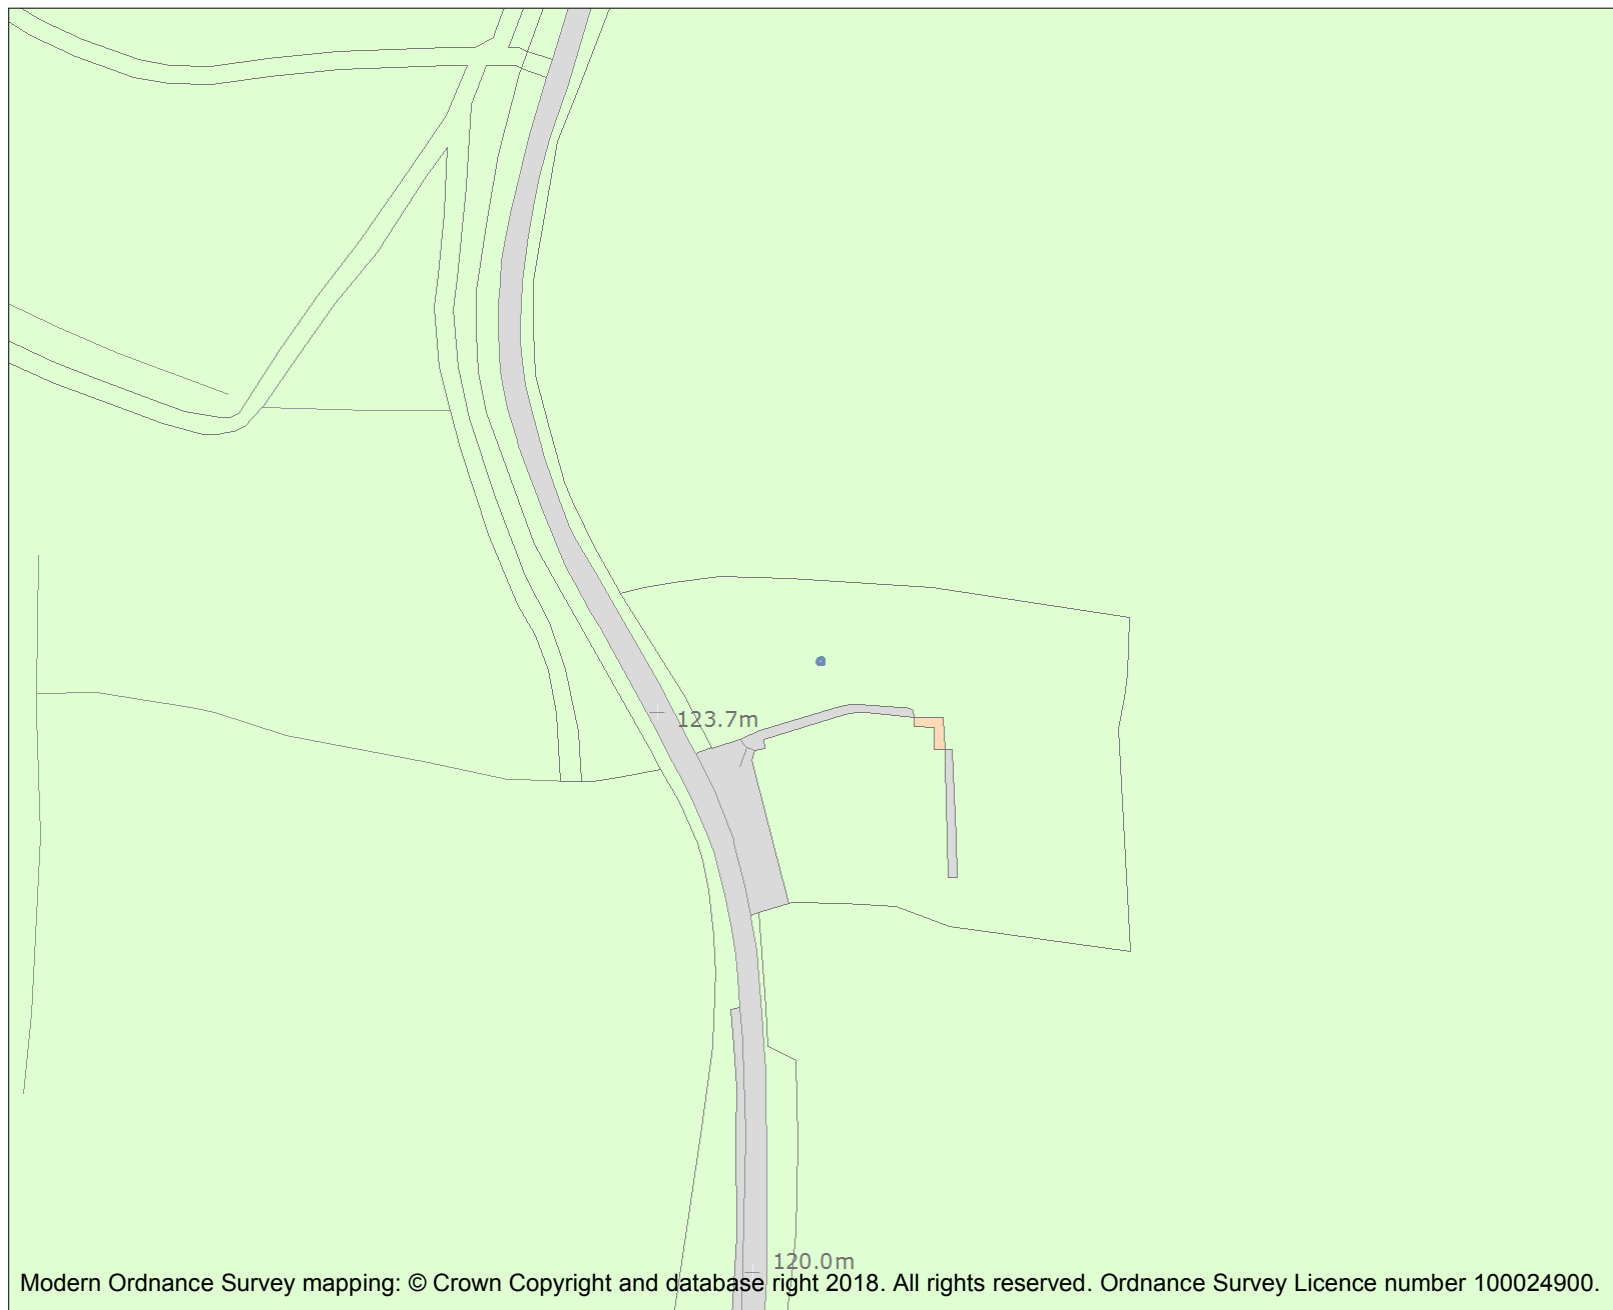 123.7m
120.0m
Modern Ordnance Survey mapping: © Crown Copyright and database right 2018. All rights reserved. Ordnance Survey Licence number 100024900.